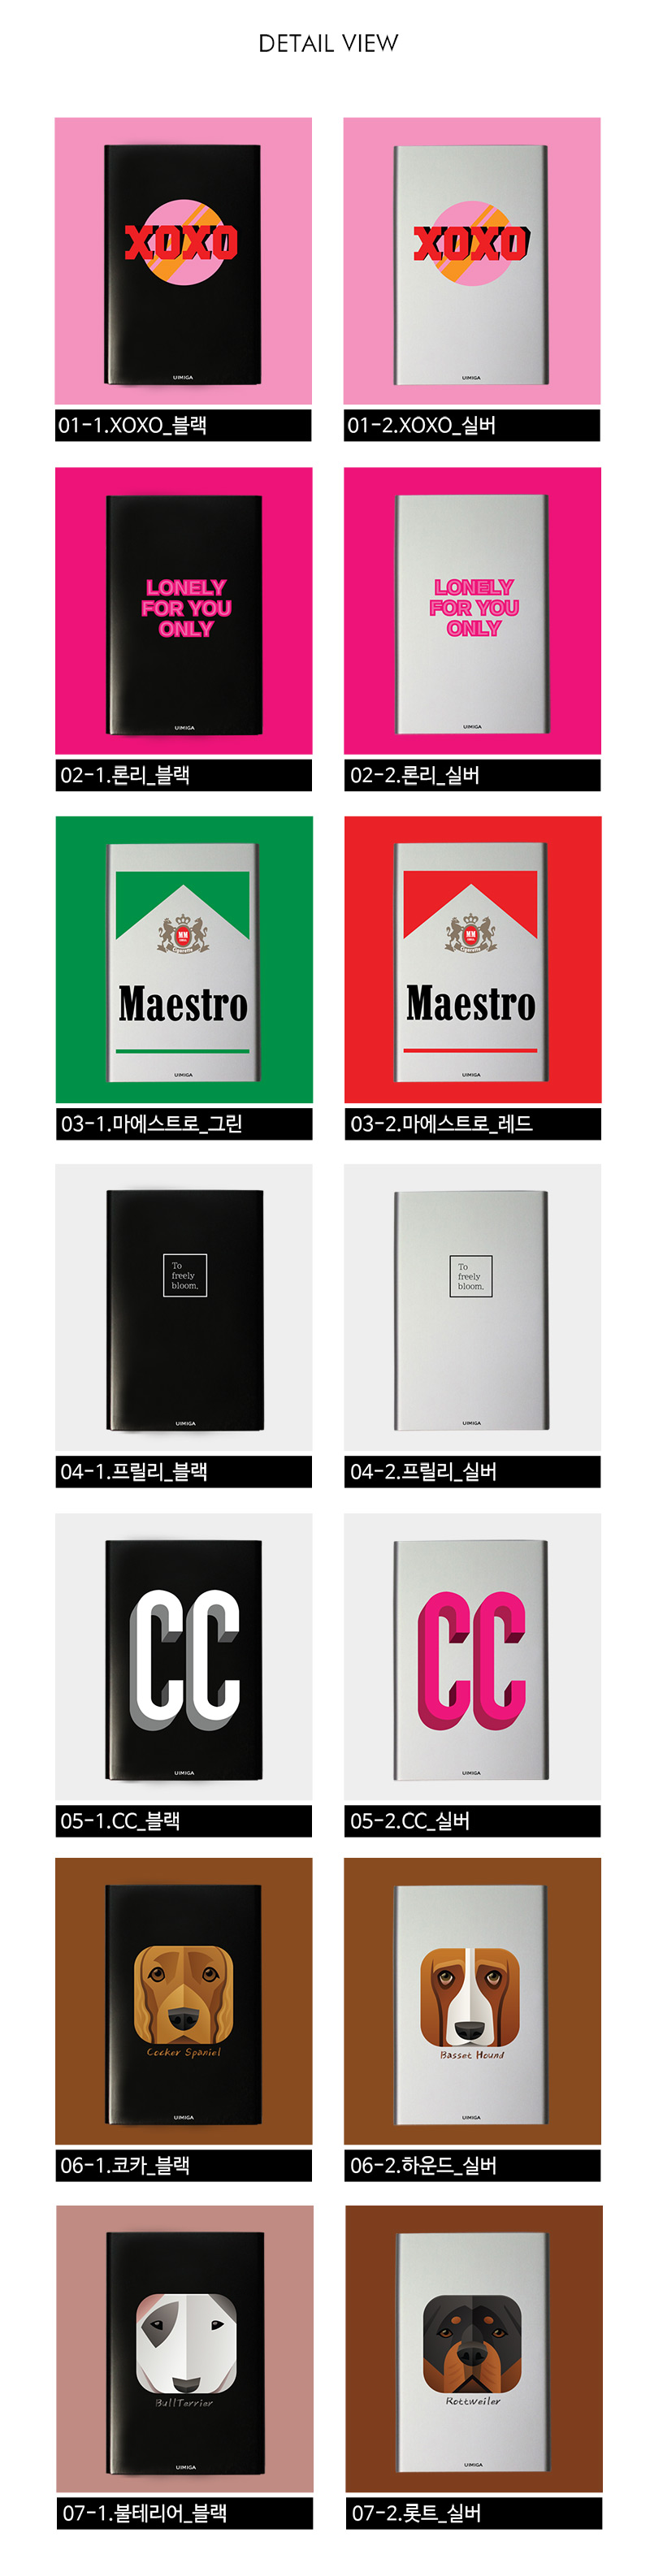 DETAIL VIEW
XOXO
UIMIGA
01-1.XOXO_블랙
XOXO
UIMIGA
01-2.XOXO_실버
LONELY
FOR YOU
ONLY
UIMIGA
02-1.론리_블랙
LONELY
FOR YOU
ONLY
UIMIGA
02-2.론리_실버
MM
Maestro
UIMIGA
03-1.마에스트로_그린
MM
Maestro
UIMIGA
03-2.마에스트로_레드
To
freely
bloom.
UIMIGA
04-1.프릴리_블랙
To
freely
bloom.
UIMIGA
04-2.프릴리_실버
CC
UIMIGA
05-1.CC_블랙
CC
UIMIGA
05-2.CC_실버
Cocker Spaniel
UIMIGA
06-1.코카_블랙
Basset Hound
UIMIGA
06-2.하운드_실버
BullTerrier
UIMIGA
07-1.불테리어_블랙
Rottweiler
UIMIGA
07-2.롯트_실버